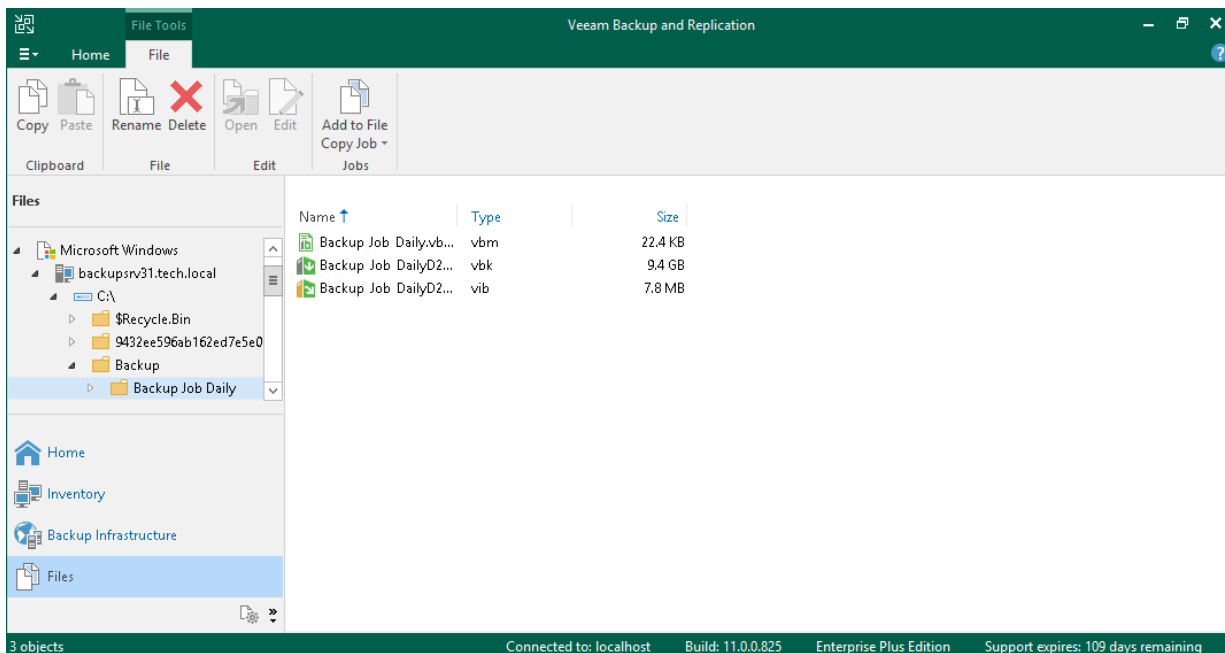 File Tools
Veeam Backup and Replication
Home File
Copy Paste Rename Delete Open Edit Add to File
Copy Job
Clipboard File Edit Jobs
Files
Microsoft Windows
backupsrv31.tech.local
C:\
$Recycle.Bin
9432ee596ab162ed7e5e0
Backup
Backup Job Daily
Name Type Size
Backup Job Daily.vb... vbm 22.4 KB
Backup Job DailyD2... vbk 9.4 GB
Backup Job DailyD2... vib 7.8 MB
Home
Inventory
Backup Infrastructure
Files
3 objects Connected to: localhost Build: 11.0.0.825 Enterprise Plus Edition Support expires: 109 days remaining